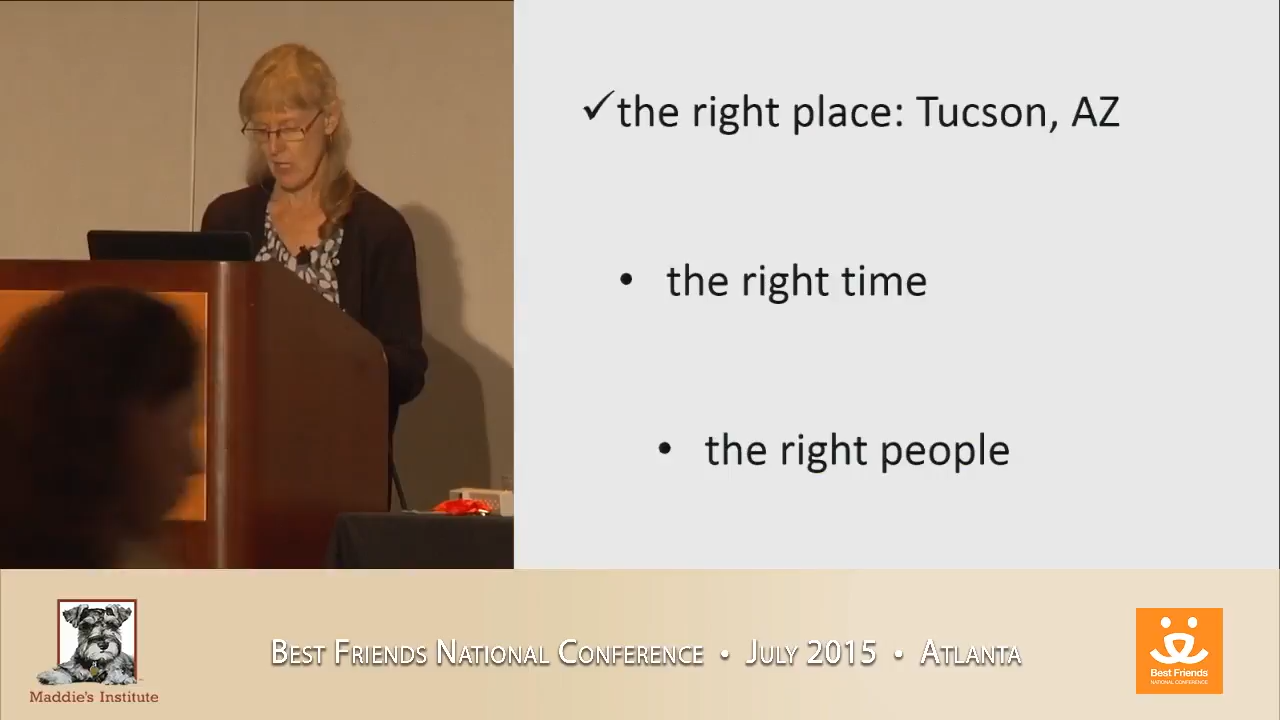 ✓the right place: Tucson, AZ
• the right time
• the right people
Maddie's Institute
Best Friends National Conference • July 2015 • Atlanta
Best Friends
NATIONAL CONFERENCE